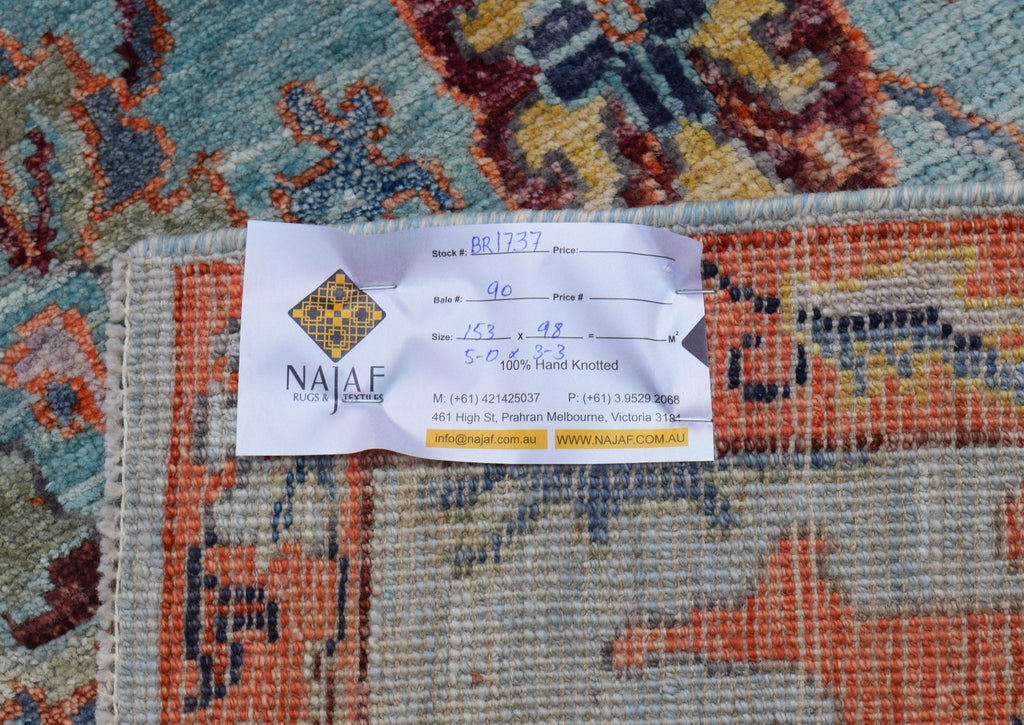 Stock #: BR1737 Price:
Bale #: 90 Price #
Size: 153 x 98 = M²
5-0 x 3-3
100% Hand Knotted
NAJAF
RUGS & TEXTILES
M: (+61) 421425037 P: (+61) 3.9529.2068
461 High St, Prahran Melbourne, Victoria 3181
info@najaf.com.au WWW.NAJAF.COM.AU